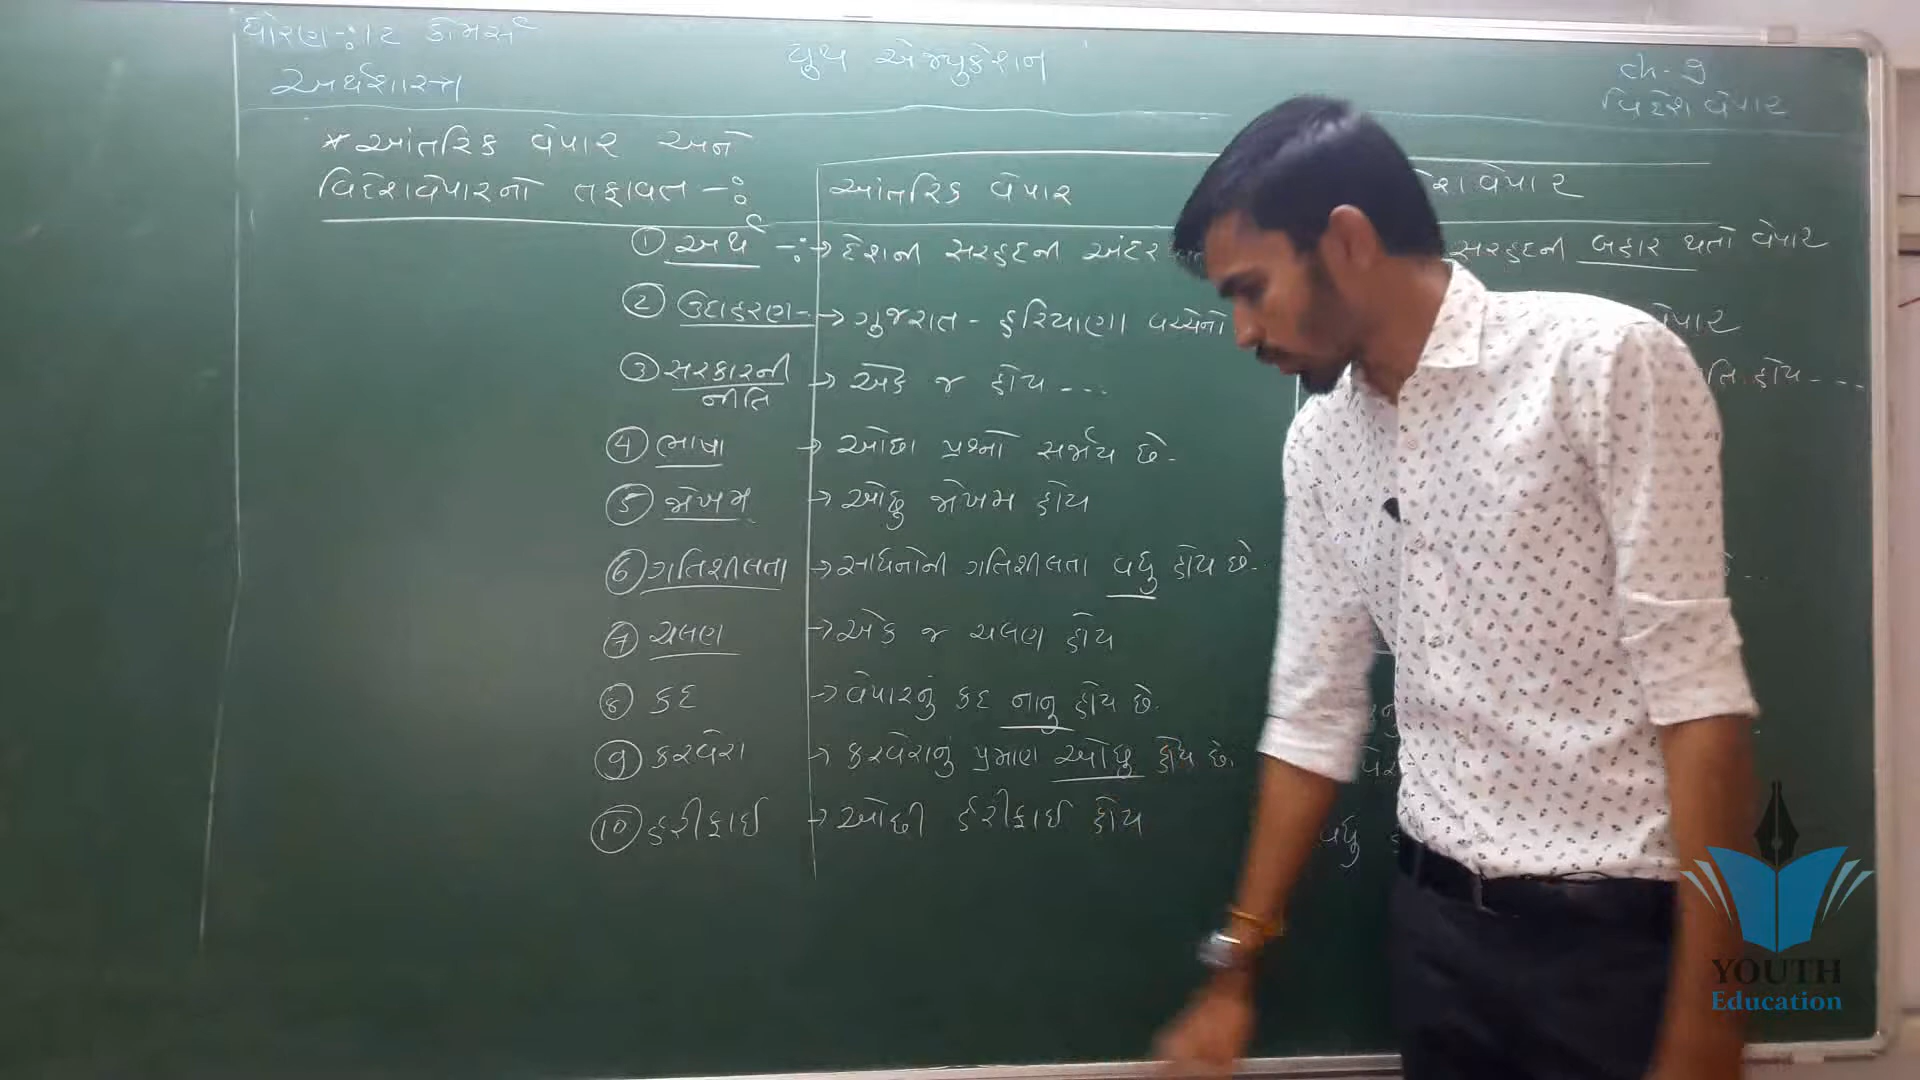 ધોરણ-:૧૨ કોમર્સ
અર્થશાસ્ત્ર
યુથ એજ્યુકેશન
ch - 9
વિદેશ વેપાર
* આંતરિક વેપાર અને
વિદેશવેપારનો તફાવત -:
આંતરિક વેપાર
શ વેપાર
① અર્થ -: → દેશની સરહદની અંદર
સરહદની બહાર થતો વેપાર
② ઉદાહરણ- → ગુજરાત - હરિયાણા વચ્ચેનો
વેપાર
③ સરકારની નીતિ → એક જ હોય ---
હોય ---
④ ભાષા → ઓછા પ્રશ્નો સર્જાય છે.
⑤ જોખમ → ઓછુ જોખમ હોય
⑥ ગતિશીલતા → સાધનોની ગતિશીલતા વધુ હોય છે.
⑦ ચલણ → એક જ ચલણ હોય
⑧ કદ → વેપારનું કદ નાનુ હોય છે.
⑨ કરવેરા → કરવેરાનું પ્રમાણ ઓછુ હોય છે.
⑩ હરીફાઈ → ઓછી હરીફાઈ હોય
વધુ
YOUTH
Education